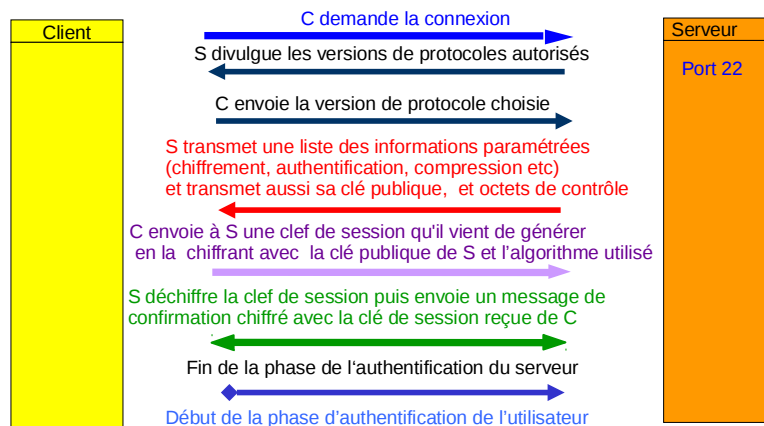 C demande la connexion
Client
Serveur
S divulgue les versions de protocoles autorisés
Port 22
C envoie la version de protocole choisie
S transmet une liste des informations paramétrées
(chiffrement, authentification, compression etc)
et transmet aussi sa clé publique, et octets de contrôle
C envoie à S une clef de session qu'il vient de générer
en la chiffrant avec la clé publique de S et l’algorithme utilisé
S déchiffre la clef de session puis envoie un message de
confirmation chiffré avec la clé de session reçue de C
Fin de la phase de l‘authentification du serveur
Début de la phase d’authentification de l’utilisateur